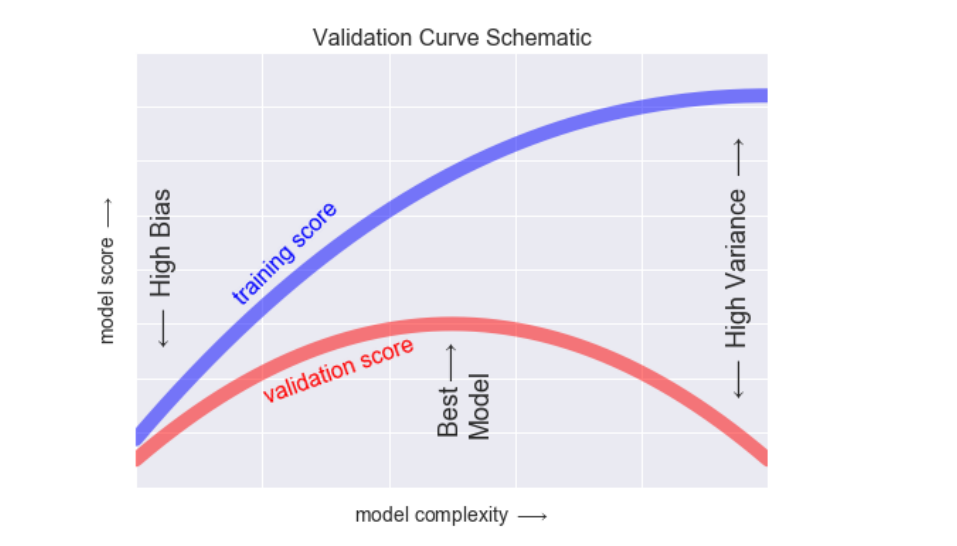 Validation Curve Schematic
model score ⟶
⟵ High Bias
training score
validation score
Best ⟶
Model
⟵ High Variance ⟶
model complexity ⟶